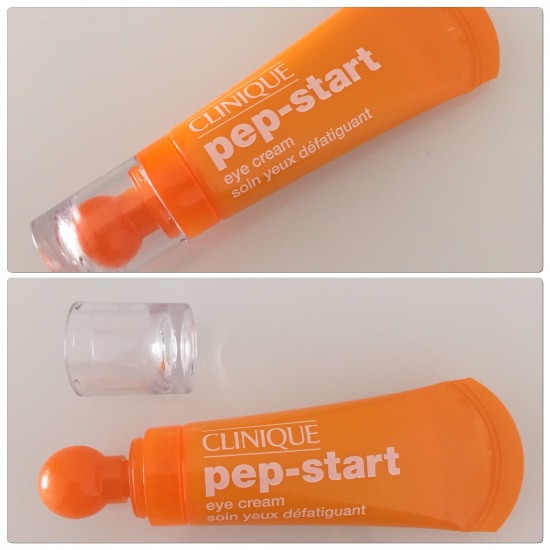 CLINIQUE
pep-start
eye cream
soin yeux défatiguant
CLINIQUE
pep-start
eye cream
soin yeux défatiguant